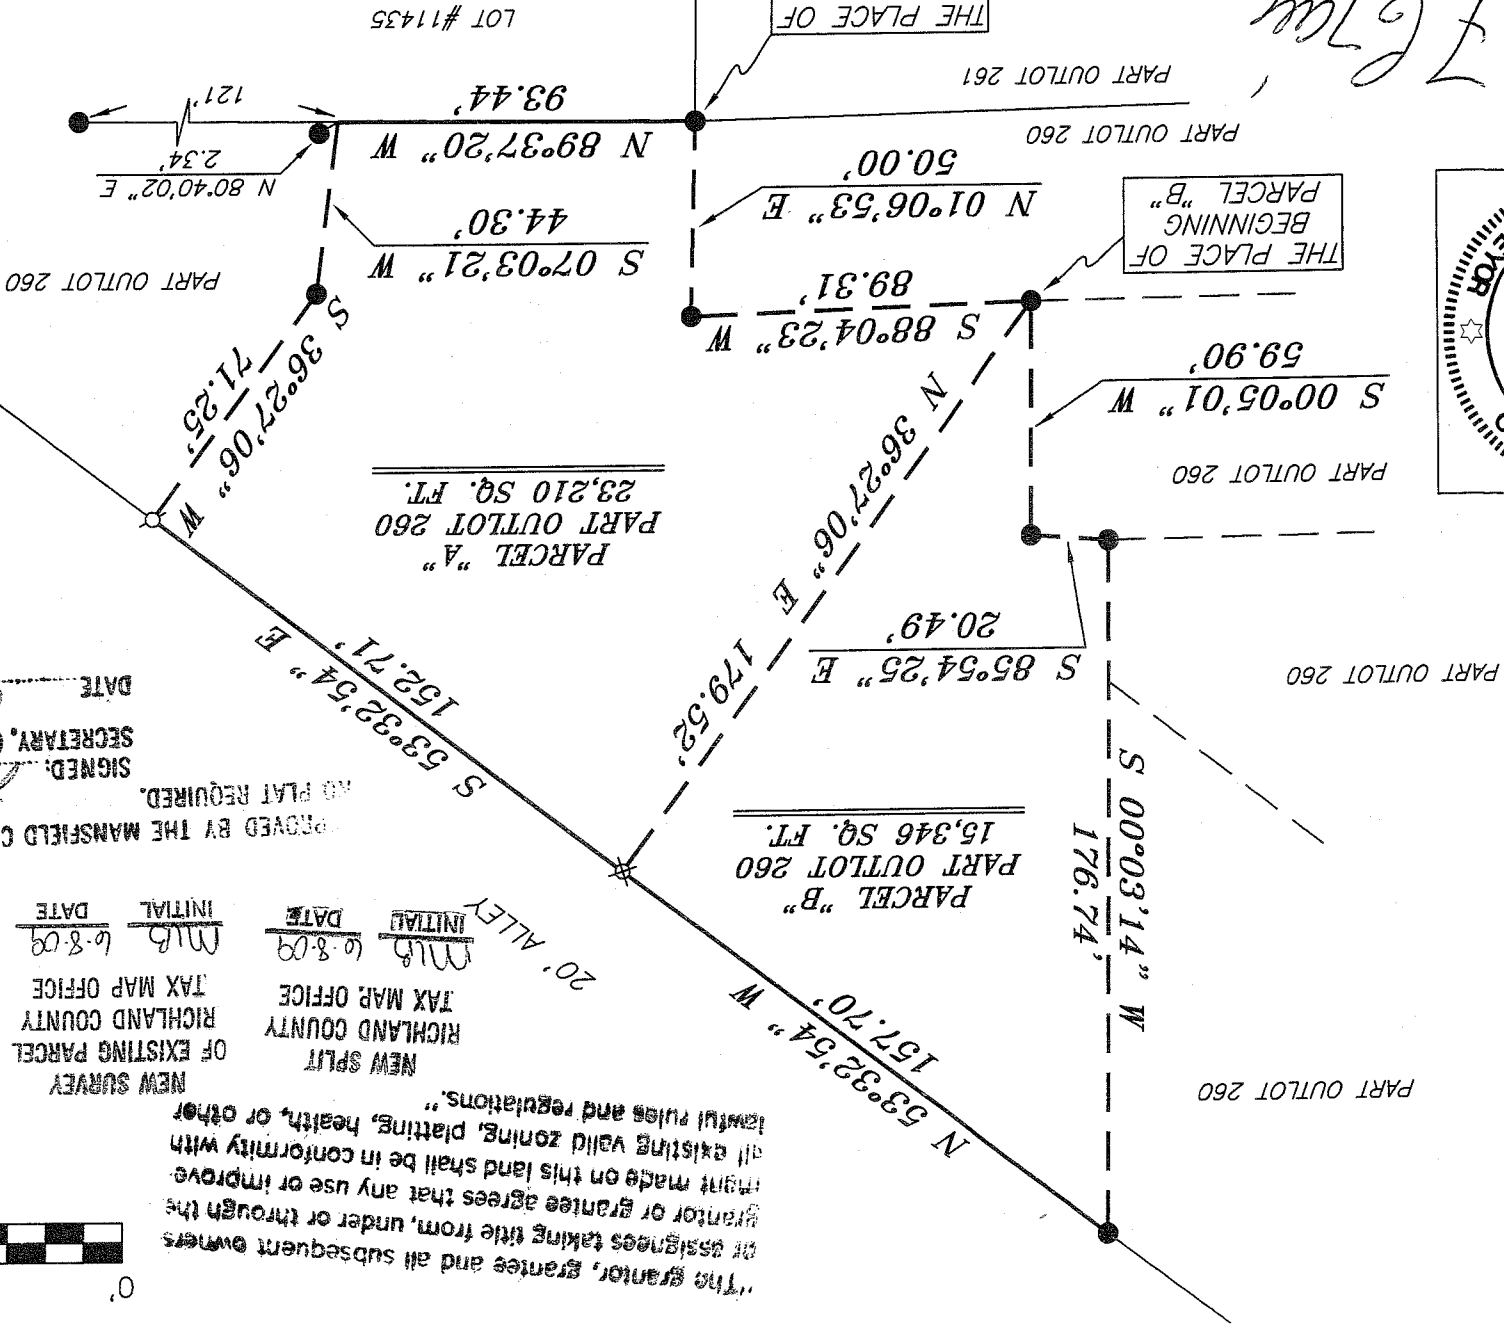 0'
"The grantor, grantee and all subsequent owners
or assignees taking title from, under or through the
grantor or grantee agrees that any use or improve-
ment made on this land shall be in conformity with
all existing valid zoning, platting, health, or other
lawful rules and regulations."
NEW SURVEY
OF EXISTING PARCEL
RICHLAND COUNTY
TAX MAP OFFICE
MLB 6-8-09
INITIAL DATE
NEW SPLIT
RICHLAND COUNTY
TAX MAP OFFICE
MLB 6-8-09
INITIAL DATE
PROVED BY THE MANSFIELD C
NO PLAT REQUIRED.
SIGNED:
SECRETARY,
DATE
PART OUTLOT 260
N 53°32'54" W
157.70'
20' ALLEY
S 00°03'14" W
176.74'
PARCEL "B"
PART OUTLOT 260
15,346 SQ. FT.
PART OUTLOT 260
S 85°54'25" E
20.49'
N 36°27'06" E 179.52'
S 53°32'54" E
152.71'
PARCEL "A"
PART OUTLOT 260
23,210 SQ. FT.
PART OUTLOT 260
S 00°05'01" W
59.90'
S 36°27'06" W
71.25'
S 88°04'23" W
89.31'
THE PLACE OF
BEGINNING
PARCEL "B"
S 07°03'21" W
44.30'
PART OUTLOT 260
N 01°06'53" E
50.00'
N 80°40'02" E
2.34'
N 89°37'20" W
93.44'
121'
PART OUTLOT 260
PART OUTLOT 261
THE PLACE OF
LOT #11435
EYOR